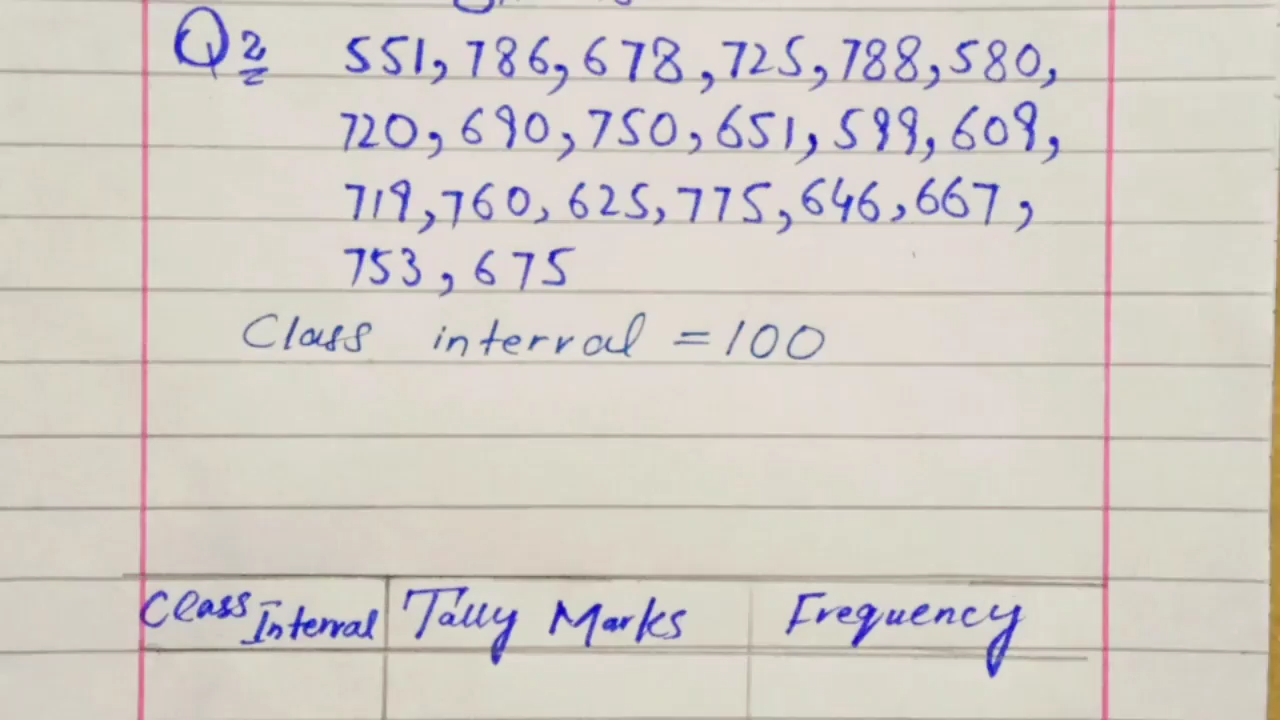 Q2 551, 786, 678, 725, 788, 580,
720, 690, 750, 651, 599, 609,
719, 760, 625, 775, 646, 667,
753, 675
Class interval = 100
Class Interval Tally Marks Frequency